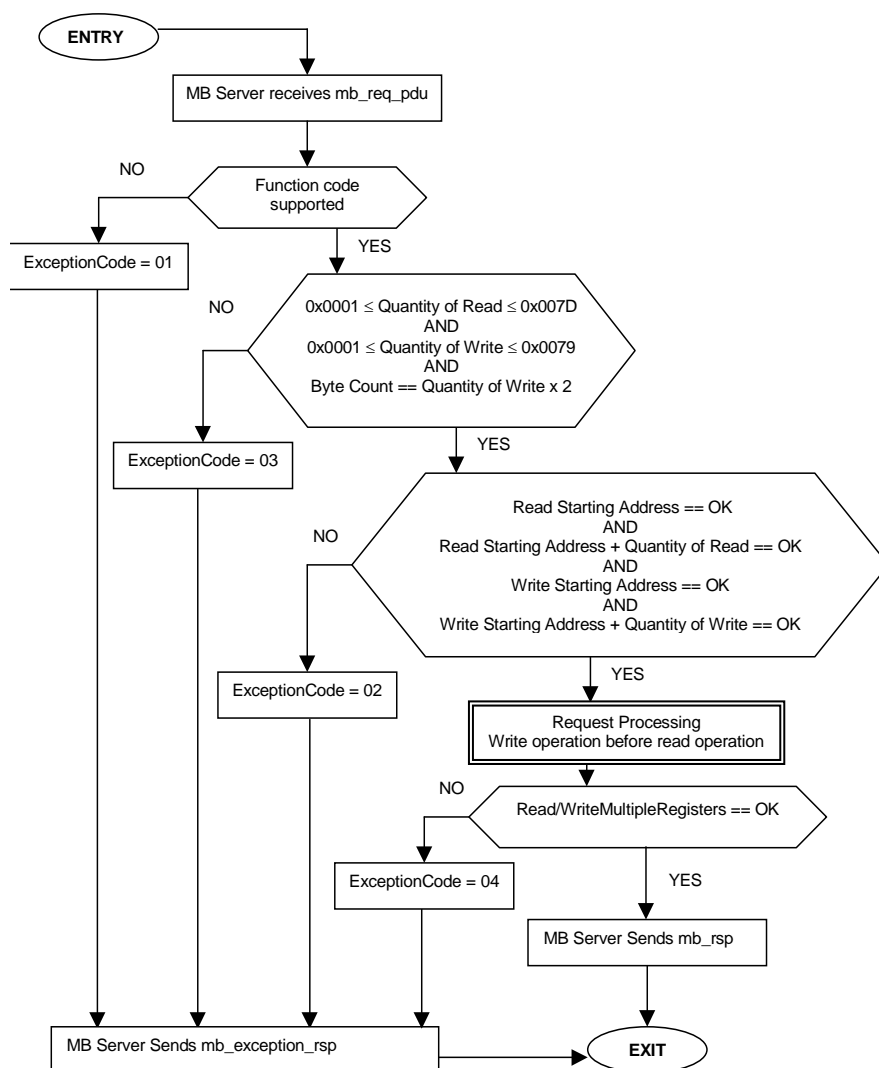 ENTRY
MB Server receives mb_req_pdu
NO
Function code
supported
YES
ExceptionCode = 01
NO
0x0001 ≤ Quantity of Read ≤ 0x007D
AND
0x0001 ≤ Quantity of Write ≤ 0x0079
AND
Byte Count == Quantity of Write x 2
YES
ExceptionCode = 03
NO
Read Starting Address == OK
AND
Read Starting Address + Quantity of Read == OK
AND
Write Starting Address == OK
AND
Write Starting Address + Quantity of Write == OK
YES
ExceptionCode = 02
Request Processing
Write operation before read operation
NO
Read/WriteMultipleRegisters == OK
ExceptionCode = 04
YES
MB Server Sends mb_rsp
MB Server Sends mb_exception_rsp
EXIT